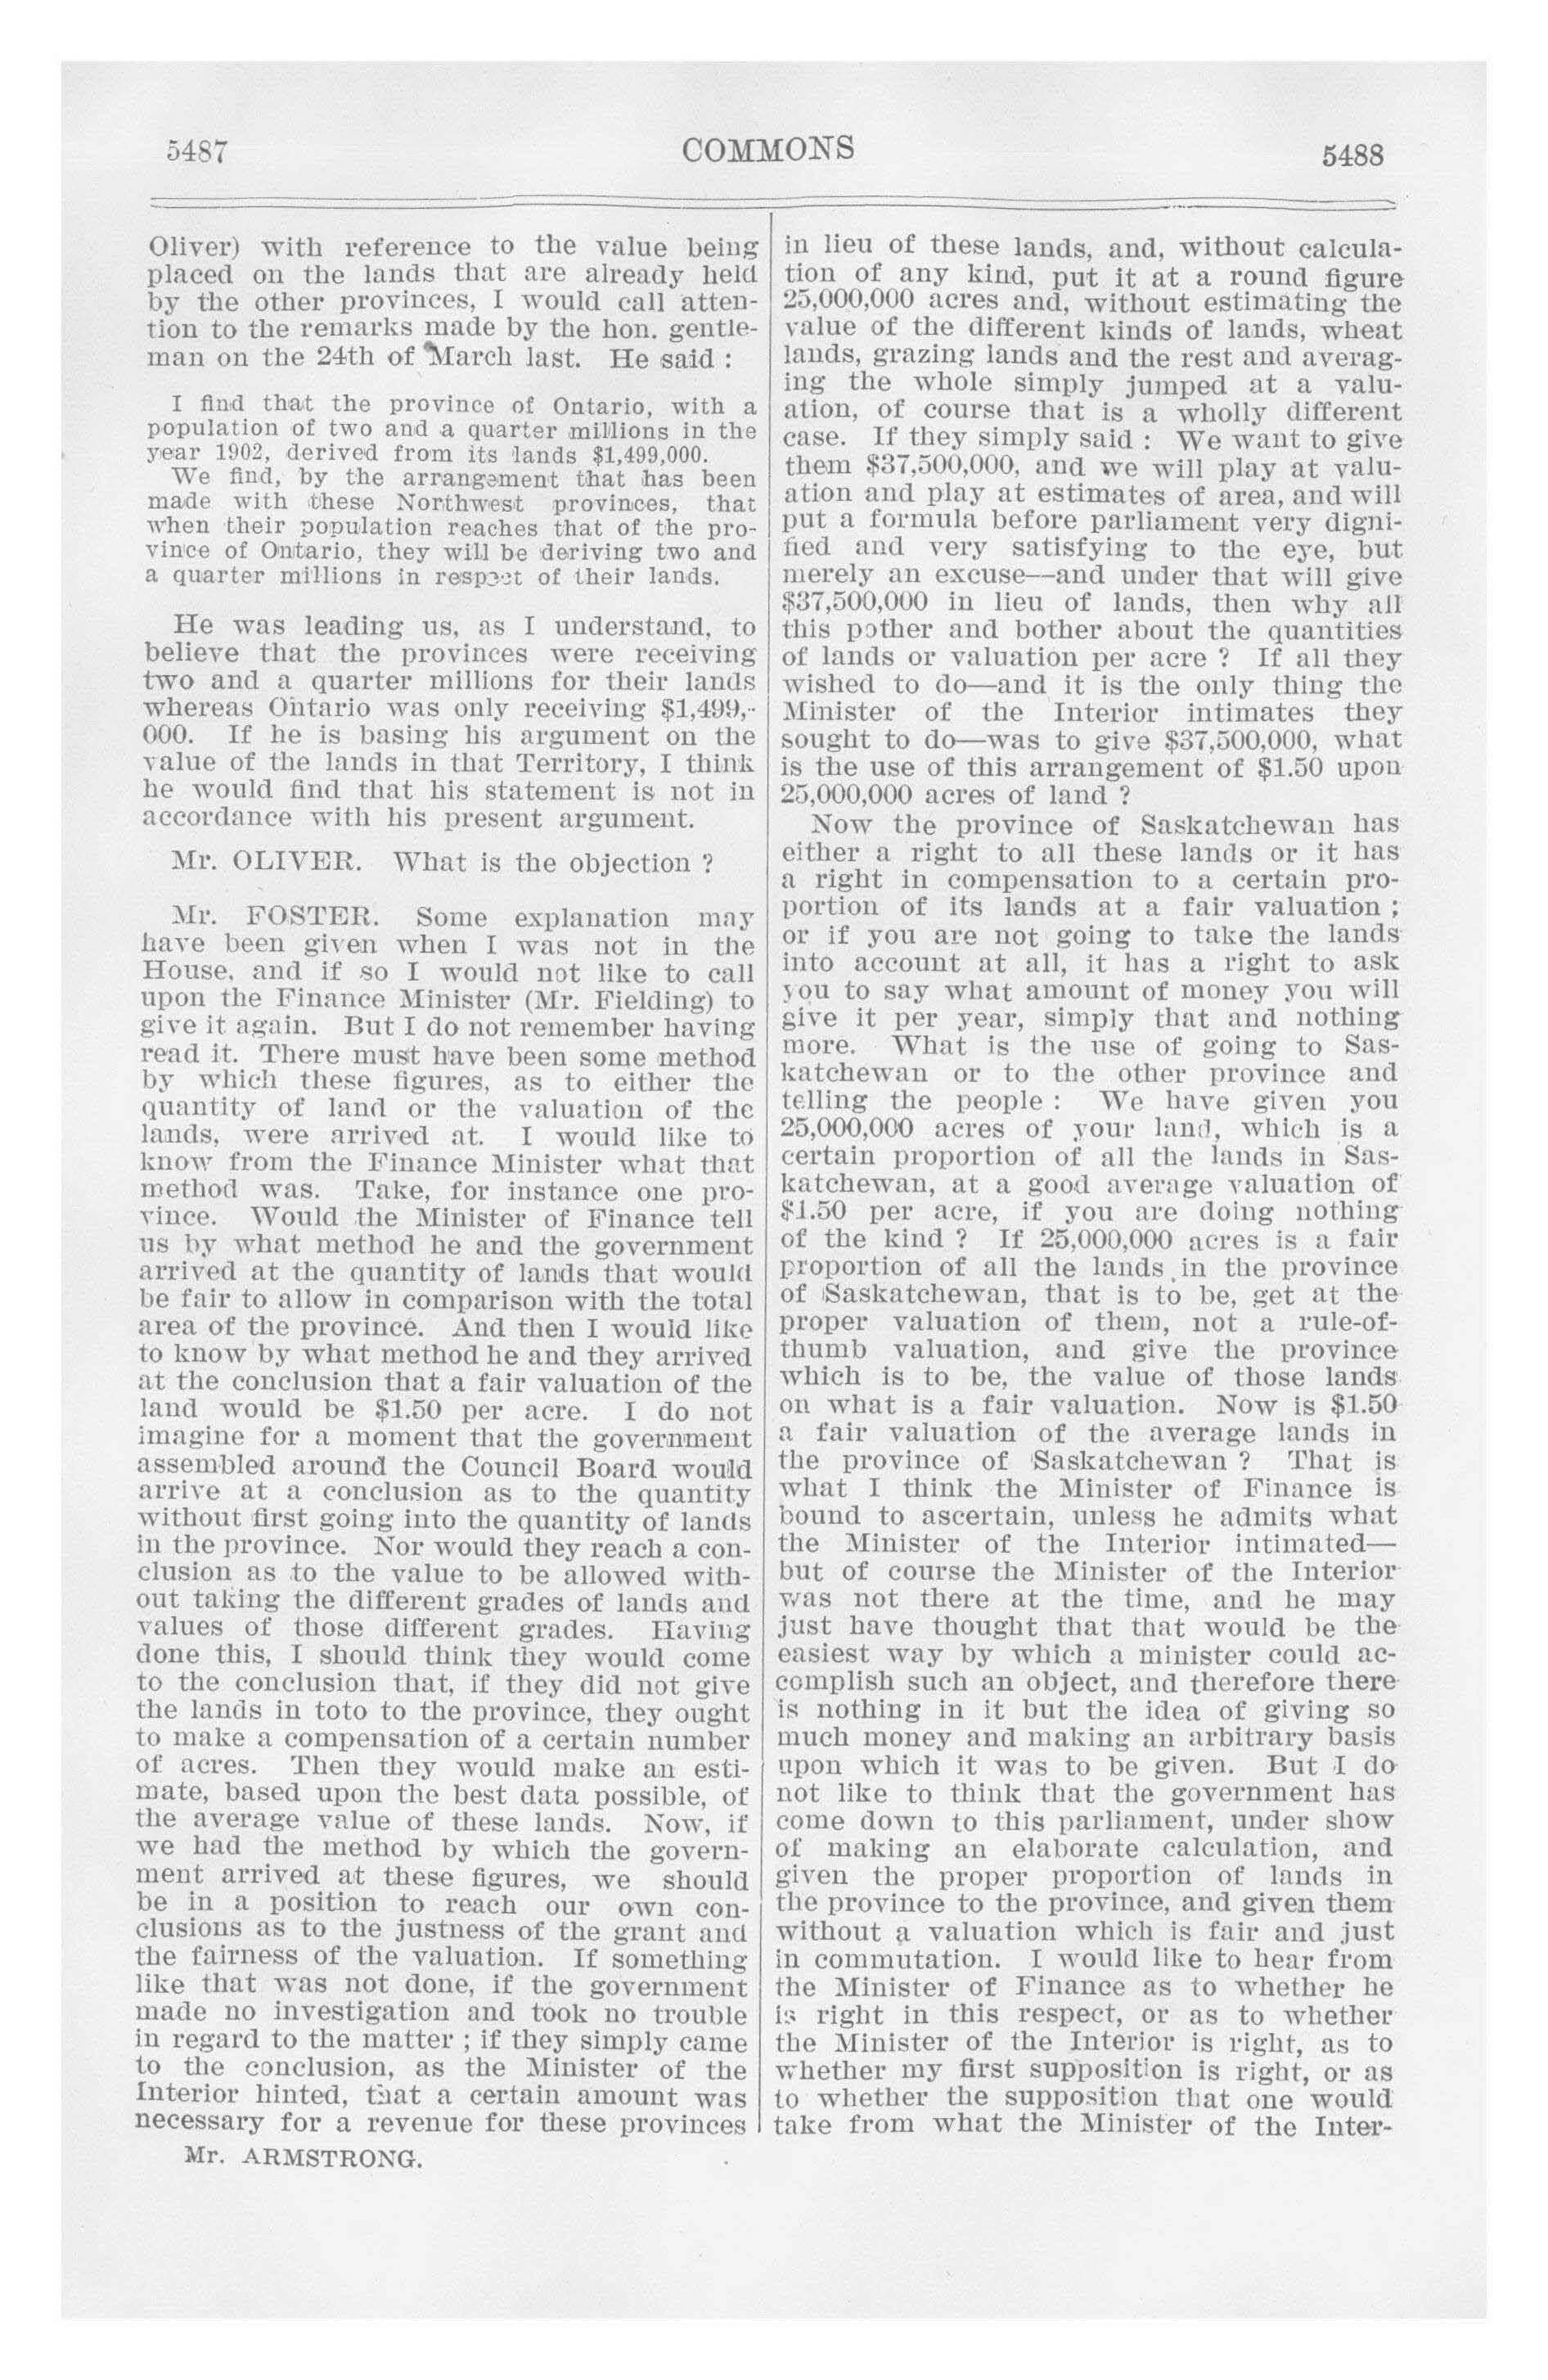 5487
COMMONS
5488
Oliver) with reference to the value being
placed on the lands that are already held
by the other provinces, I would call atten-
tion to the remarks made by the hon. gentle-
man on the 24th of March last. He said :
I find that the province of Ontario, with a
population of two and a quarter millions in the
year 1902, derived from its lands $1,499,000.
We find, by the arrangement that has been
made with these Northwest provinces, that
when their population reaches that of the pro-
vince of Ontario, they will be deriving two and
a quarter millions in respect of their lands.
He was leading us, as I understand, to
believe that the provinces were receiving
two and a quarter millions for their lands
whereas Ontario was only receiving $1,499,-
000. If he is basing his argument on the
value of the lands in that Territory, I think
he would find that his statement is not in
accordance with his present argument.
Mr. OLIVER. What is the objection ?
Mr. FOSTER. Some explanation may
have been given when I was not in the
House, and if so I would not like to call
upon the Finance Minister (Mr. Fielding) to
give it again. But I do not remember having
read it. There must have been some method
by which these figures, as to either the
quantity of land or the valuation of the
lands, were arrived at. I would like to
know from the Finance Minister what that
method was. Take, for instance one pro-
vince. Would the Minister of Finance tell
us by what method he and the government
arrived at the quantity of lands that would
be fair to allow in comparison with the total
area of the province. And then I would like
to know by what method he and they arrived
at the conclusion that a fair valuation of the
land would be $1.50 per acre. I do not
imagine for a moment that the government
assembled around the Council Board would
arrive at a conclusion as to the quantity
without first going into the quantity of lands
in the province. Nor would they reach a con-
clusion as to the value to be allowed with-
out taking the different grades of lands and
values of those different grades. Having
done this, I should think they would come
to the conclusion that, if they did not give
the lands in toto to the province, they ought
to make a compensation of a certain number
of acres. Then they would make an esti-
mate, based upon the best data possible, of
the average value of these lands. Now, if
we had the method by which the govern-
ment arrived at these figures, we should
be in a position to reach our own con-
clusions as to the justness of the grant and
the fairness of the valuation. If something
like that was not done, if the government
made no investigation and took no trouble
in regard to the matter ; if they simply came
to the conclusion, as the Minister of the
Interior hinted, that a certain amount was
necessary for a revenue for these provinces
Mr. ARMSTRONG.
in lieu of these lands, and, without calcula-
tion of any kind, put it at a round figure
25,000,000 acres and, without estimating the
value of the different kinds of lands, wheat
lands, grazing lands and the rest and averag-
ing the whole simply jumped at a valu-
ation, of course that is a wholly different
case. If they simply said : We want to give
them $37,500,000, and we will play at valu-
ation and play at estimates of area, and will
put a formula before parliament very digni-
fied and very satisfying to the eye, but
merely an excuse—and under that will give
$37,500,000 in lieu of lands, then why all
this pother and bother about the quantities
of lands or valuation per acre ? If all they
wished to do—and it is the only thing the
Minister of the Interior intimates they
sought to do—was to give $37,500,000, what
is the use of this arrangement of $1.50 upon
25,000,000 acres of land ?
Now the province of Saskatchewan has
either a right to all these lands or it has
a right in compensation to a certain pro-
portion of its lands at a fair valuation ;
or if you are not going to take the lands
into account at all, it has a right to ask
you to say what amount of money you will
give it per year, simply that and nothing
more. What is the use of going to Sas-
katchewan or to the other province and
telling the people : We have given you
25,000,000 acres of your land, which is a
certain proportion of all the lands in Sas-
katchewan, at a good average valuation of
$1.50 per acre, if you are doing nothing
of the kind ? If 25,000,000 acres is a fair
proportion of all the lands in the province
of Saskatchewan, that is to be, get at the
proper valuation of them, not a rule-of-
thumb valuation, and give the province
which is to be, the value of those lands
on what is a fair valuation. Now is $1.50
a fair valuation of the average lands in
the province of Saskatchewan ? That is
what I think the Minister of Finance is
bound to ascertain, unless he admits what
the Minister of the Interior intimated—
but of course the Minister of the Interior
was not there at the time, and he may
just have thought that that would be the
easiest way by which a minister could ac-
complish such an object, and therefore there
is nothing in it but the idea of giving so
much money and making an arbitrary basis
upon which it was to be given. But I do
not like to think that the government has
come down to this parliament, under show
of making an elaborate calculation, and
given the proper proportion of lands in
the province to the province, and given them
without a valuation which is fair and just
in commutation. I would like to hear from
the Minister of Finance as to whether he
is right in this respect, or as to whether
the Minister of the Interior is right, as to
whether my first supposition is right, or as
to whether the supposition that one would
take from what the Minister of the Inter-